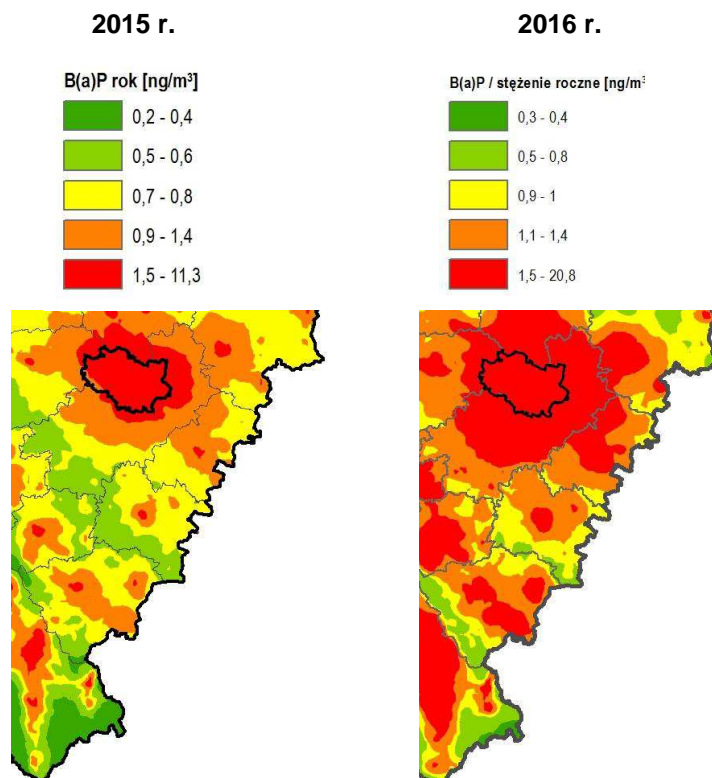 2015 r.
B(a)P rok [ng/m³]
0,2 - 0,4
0,5 - 0,6
0,7 - 0,8
0,9 - 1,4
1,5 - 11,3
2016 r.
B(a)P / stężenie roczne [ng/m³
0,3 - 0,4
0,5 - 0,8
0,9 - 1
1,1 - 1,4
1,5 - 20,8